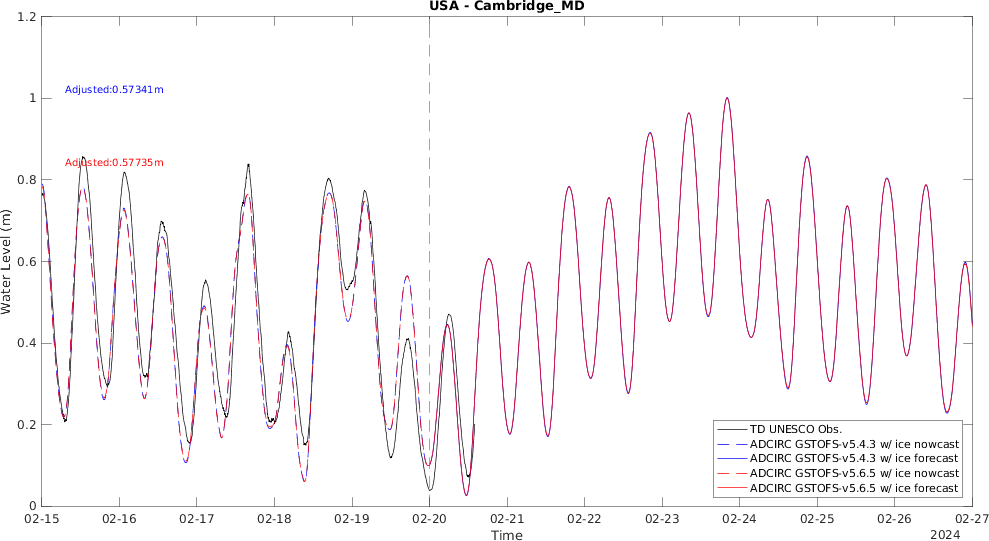 USA - Cambridge_MD
1.2
1
0.8
0.6
0.4
0.2
0
Water Level (m)
Adjusted:0.57341m
Adjusted:0.57735m
TD UNESCO Obs.
ADCIRC GSTOFS-v5.4.3 w/ ice nowcast
ADCIRC GSTOFS-v5.4.3 w/ ice forecast
ADCIRC GSTOFS-v5.6.5 w/ ice nowcast
ADCIRC GSTOFS-v5.6.5 w/ ice forecast
02-15 02-16 02-17 02-18 02-19 02-20 02-21 02-22 02-23 02-24 02-25 02-26 02-27
Time
2024